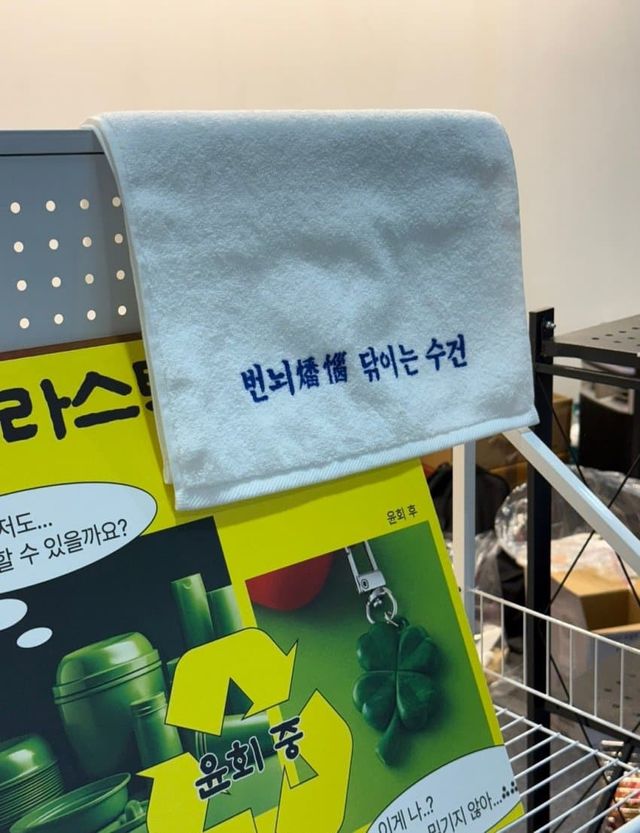 번뇌燔惱 닦이는 수건
라스
저도...
할 수 있을까요?
윤회 후
윤회 중
이게 나..?
믿기지 않아...